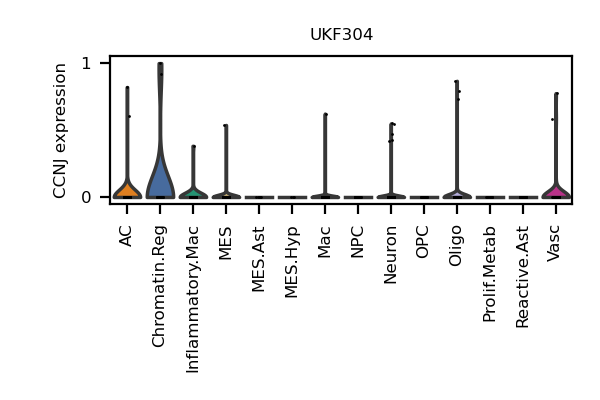 UKF304
CCNJ expression
1
0
AC
Chromatin.Reg
Inflammatory.Mac
MES
MES.Ast
MES.Hyp
Mac
NPC
Neuron
OPC
Oligo
Prolif.Metab
Reactive.Ast
Vasc